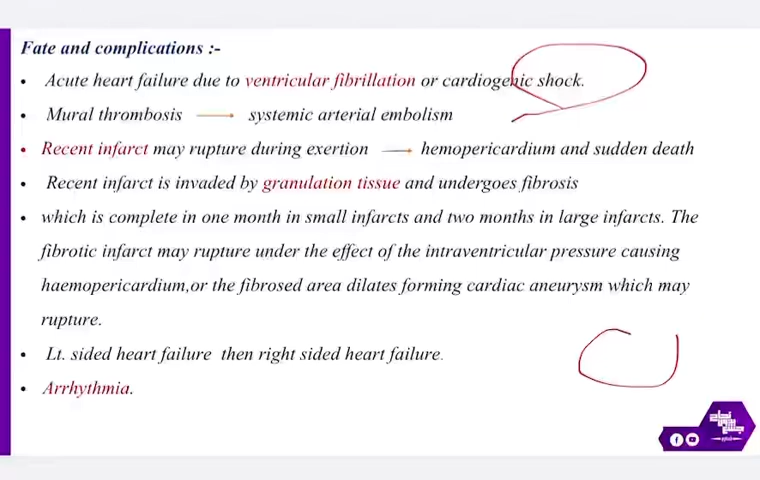 Fate and complications :-
• Acute heart failure due to ventricular fibrillation or cardiogenic shock.
• Mural thrombosis → systemic arterial embolism
• Recent infarct may rupture during exertion → hemopericardium and sudden death
• Recent infarct is invaded by granulation tissue and undergoes fibrosis
• which is complete in one month in small infarcts and two months in large infarcts. The
fibrotic infarct may rupture under the effect of the intraventricular pressure causing
haemopericardium,or the fibrosed area dilates forming cardiac aneurysm which may
rupture.
• Lt. sided heart failure then right sided heart failure.
• Arrhythmia.